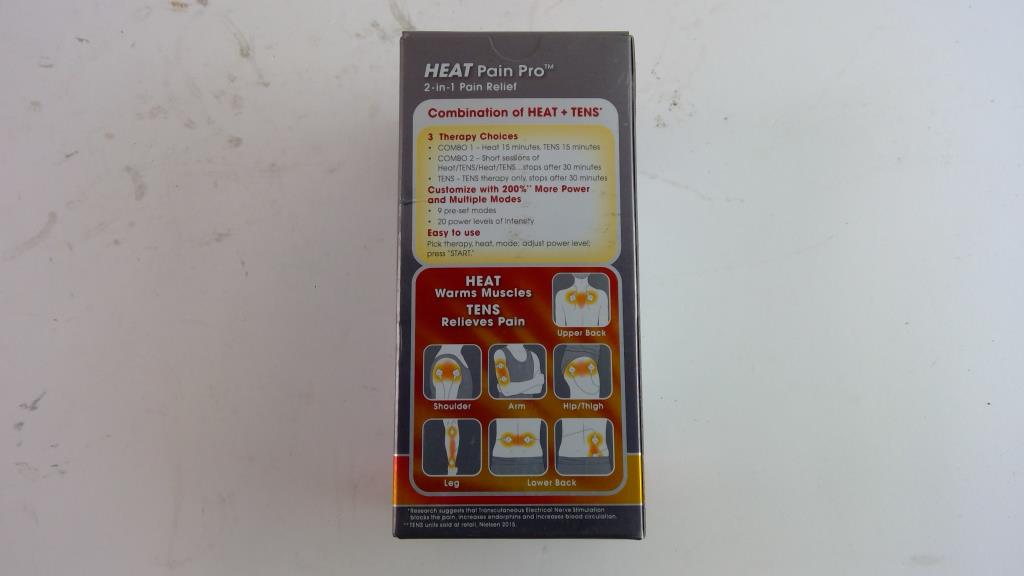 HEAT Pain Pro™
2-in-1 Pain Relief
Combination of HEAT + TENS*
3 Therapy Choices
• COMBO 1 – Heat 15 minutes, TENS 15 minutes
• COMBO 2 – Short sessions of
Heat/TENS/Heat/TENS...stops after 30 minutes
• TENS – TENS therapy only, stops after 30 minutes
Customize with 200%** More Power
and Multiple Modes
• 9 pre-set modes
• 20 power levels of intensity
Easy to use
Pick therapy, heat, mode; adjust power level;
press "START."
HEAT
Warms Muscles
TENS
Relieves Pain
Upper Back
Shoulder Arm Hip/Thigh
Leg Lower Back
*Research suggests that Transcutaneous Electrical Nerve Stimulation
blocks the pain, increases endorphins and increases blood circulation.
**TENS units sold at retail, Nielsen 2015.